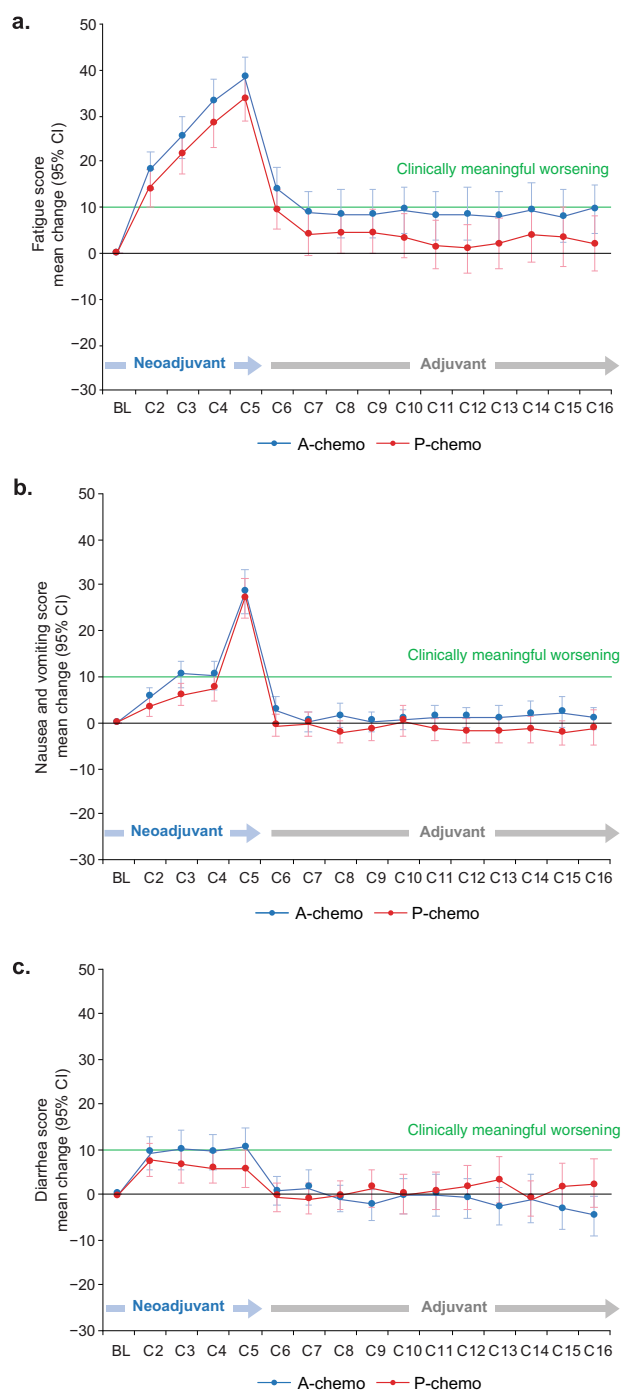 a.
Fatigue score
mean change (95% CI)
50
40
30
20
10
0
−10
−20
−30
Clinically meaningful worsening
Neoadjuvant
Adjuvant
BL C2 C3 C4 C5 C6 C7 C8 C9 C10 C11 C12 C13 C14 C15 C16
A-chemo P-chemo
b.
Nausea and vomiting score
mean change (95% CI)
50
40
30
20
10
0
−10
−20
−30
Clinically meaningful worsening
Neoadjuvant
Adjuvant
BL C2 C3 C4 C5 C6 C7 C8 C9 C10 C11 C12 C13 C14 C15 C16
A-chemo P-chemo
c.
Diarrhea score
mean change (95% CI)
50
40
30
20
10
0
−10
−20
−30
Clinically meaningful worsening
Neoadjuvant
Adjuvant
BL C2 C3 C4 C5 C6 C7 C8 C9 C10 C11 C12 C13 C14 C15 C16
A-chemo P-chemo